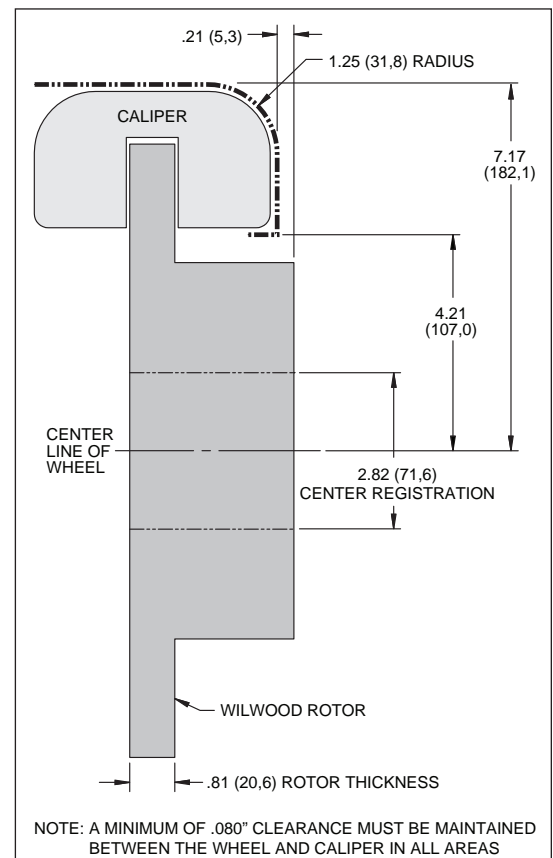 .21 (5,3)
1.25 (31,8) RADIUS
CALIPER
7.17
(182,1)
4.21
(107,0)
CENTER
LINE OF
WHEEL
2.82 (71,6)
CENTER REGISTRATION
WILWOOD ROTOR
.81 (20,6) ROTOR THICKNESS
NOTE: A MINIMUM OF .080" CLEARANCE MUST BE MAINTAINED
BETWEEN THE WHEEL AND CALIPER IN ALL AREAS